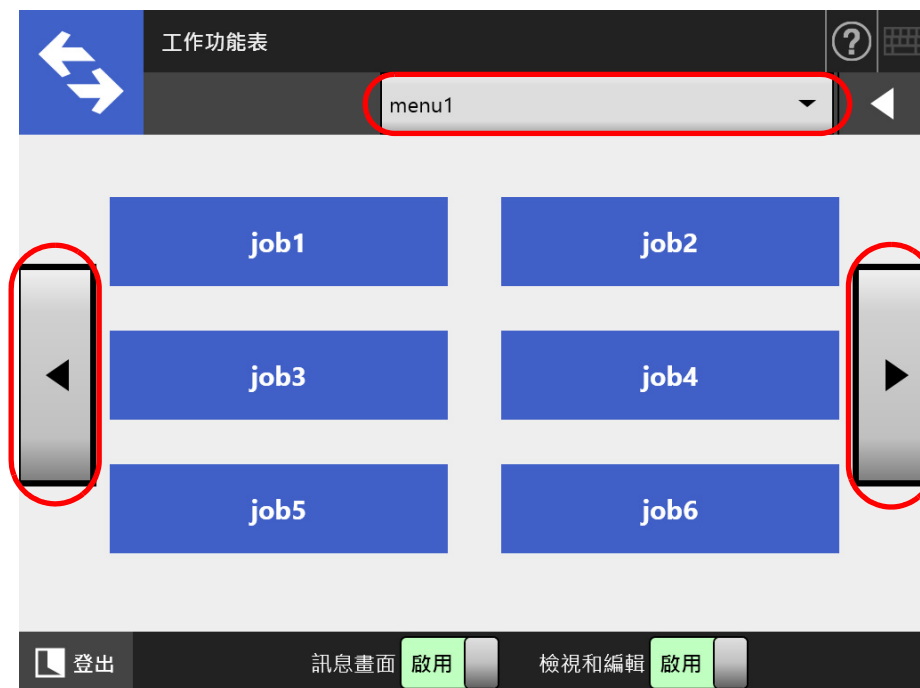 工作功能表
?
menu1
job1 job2
job3 job4
job5 job6
登出 訊息畫面 啟用 檢視和編輯 啟用